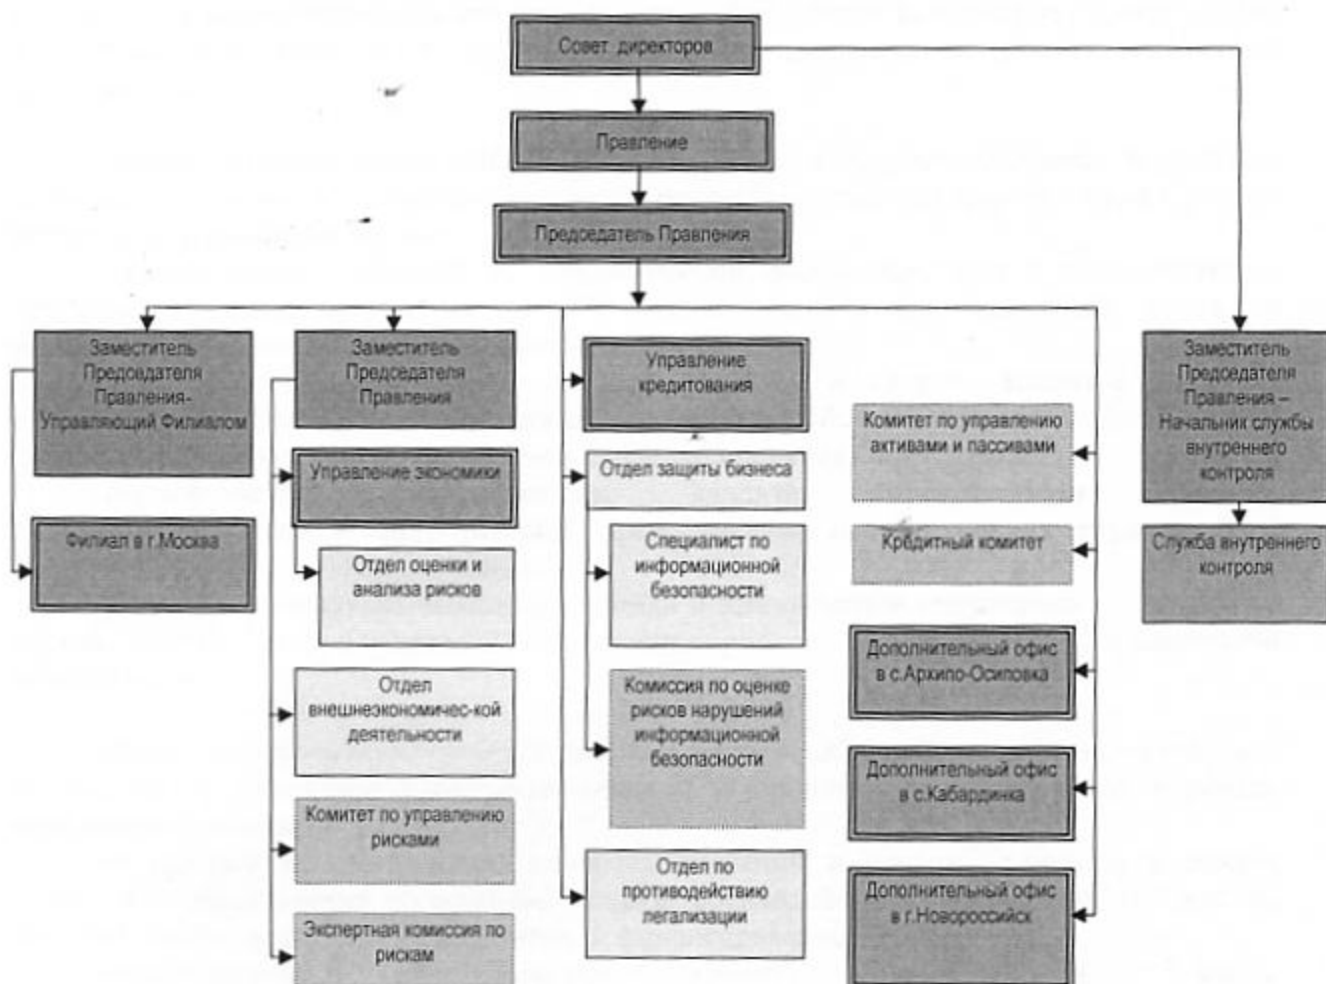 Совет директоров
Правление
Председатель Правления
Заместитель
Председателя
Правления-
Управляющий Филиалом
Филиал в г.Москва
Заместитель
Председателя
Правления
Управление экономики
Отдел оценки и
анализа рисков
Отдел
внешнеэкономичес-кой
деятельности
Комитет по управлению
рисками
Экспертная комиссия по
рискам
Управление
кредитования
Отдел защиты бизнеса
Специалист по
информационной
безопасности
Комиссия по оценке
рисков нарушений
информационной
безопасности
Отдел по
противодействию
легализации
Комитет по управлению
активами и пассивами
Кредитный комитет
Дополнительный офис
в с.Архипо-Осиповка
Дополнительный офис
в с.Кабардинка
Дополнительный офис
в г.Новороссийск
Заместитель
Председателя
Правления –
Начальник службы
внутреннего
контроля
Служба внутреннего
контроля